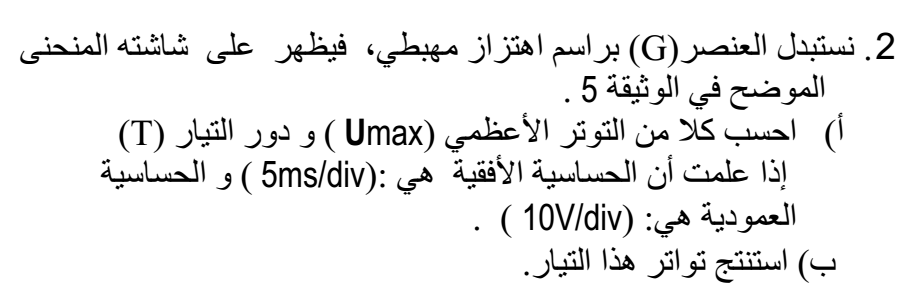 2. نستبدل العنصر(G) براسم اهتزاز مهبطي، فيظهر على شاشته المنحنى
الموضح في الوثيقة 5 .
أ) احسب كلا من التوتر الأعظمي (Umax ) و دور التيار (T)
إذا علمت أن الحساسية الأفقية هي :(5ms/div ) و الحساسية
العمودية هي: (10V/div ) .
ب) استنتج تواتر هذا التيار.